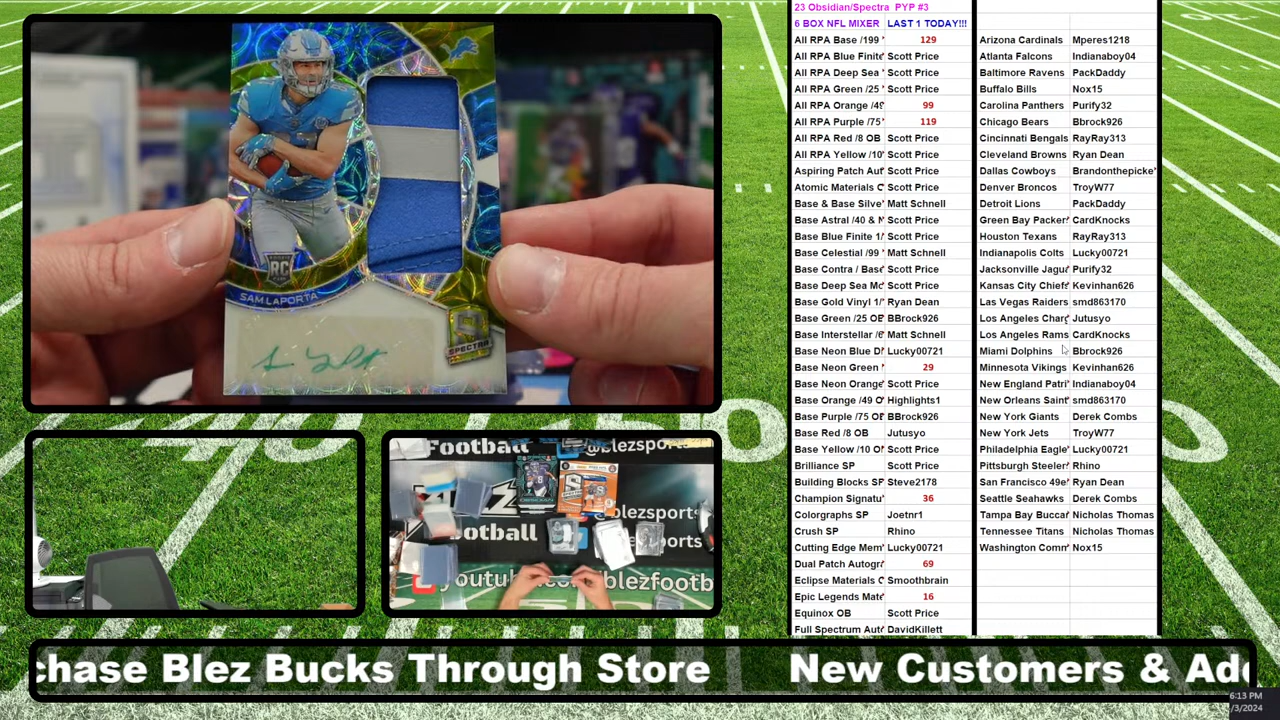 23 Obsidian/Spectra PYP #3
6 BOX NFL MIXER LAST 1 TODAY!!!
All RPA Base /199 129
All RPA Blue Finite Scott Price
All RPA Deep Sea Scott Price
All RPA Green /25 Scott Price
All RPA Orange /49 99
All RPA Purple /75 119
All RPA Red /8 OB Scott Price
All RPA Yellow /10 Scott Price
Aspiring Patch Aut Scott Price
Atomic Materials Scott Price
Base & Base Silve Matt Schnell
Base Astral /40 & Scott Price
Base Blue Finite 1/ Scott Price
Base Celestial /99 Matt Schnell
Base Contra / Base Scott Price
Base Deep Sea Scott Price
Base Gold Vinyl 1/ Ryan Dean
Base Green /25 OB BBrock926
Base Interstellar / Matt Schnell
Base Neon Blue Lucky00721
Base Neon Green 29
Base Neon Orange Scott Price
Base Orange /49 Highlights1
Base Purple /75 OB BBrock926
Base Red /8 OB Jutusyo
Base Yellow /10 Scott Price
Brilliance SP Scott Price
Building Blocks SP Steve2178
Champion Signatu 36
Colorgraphs SP Joetnr1
Crush SP Rhino
Cutting Edge Mem Lucky00721
Dual Patch Autogr 69
Eclipse Materials Smoothbrain
Epic Legends Mate 16
Equinox OB Scott Price
Full Spectrum Aut DavidKillett
Arizona Cardinals Mperes1218
Atlanta Falcons Indianaboy04
Baltimore Ravens PackDaddy
Buffalo Bills Nox15
Carolina Panthers Purify32
Chicago Bears Bbrock926
Cincinnati Bengals RayRay313
Cleveland Browns Ryan Dean
Dallas Cowboys Brandonthepicke
Denver Broncos TroyW77
Detroit Lions PackDaddy
Green Bay Packer CardKnocks
Houston Texans RayRay313
Indianapolis Colts Lucky00721
Jacksonville Jagu Purify32
Kansas City Chief Kevinhan626
Las Vegas Raiders smd863170
Los Angeles Char Jutusyo
Los Angeles Rams CardKnocks
Miami Dolphins Bbrock926
Minnesota Vikings Kevinhan626
New England Patri Indianaboy04
New Orleans Saint smd863170
New York Giants Derek Combs
New York Jets TroyW77
Philadelphia Eagle Lucky00721
Pittsburgh Steeler Rhino
San Francisco 49e Ryan Dean
Seattle Seahawks Derek Combs
Tampa Bay Bucca Nicholas Thomas
Tennessee Titans Nicholas Thomas
Washington Comm Nox15
ROOKIE
RC
SAM LAPORTA
SPECTRA
Football
@blezsports
blezsports
ootball
youtub
blezfootb
OBSIDIAN
chase Blez Bucks Through Store New Customers & Add
6:13 PM
/3/2024